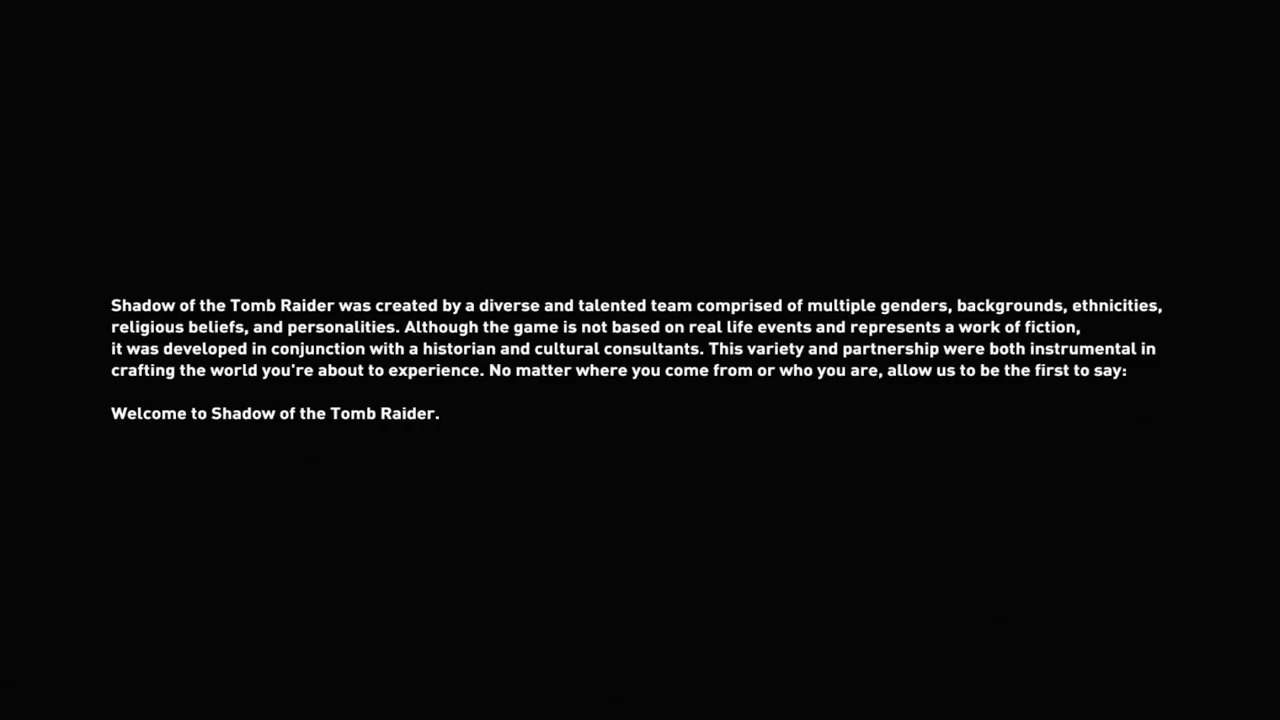 Shadow of the Tomb Raider was created by a diverse and talented team comprised of multiple genders, backgrounds, ethnicities,
religious beliefs, and personalities. Although the game is not based on real life events and represents a work of fiction,
it was developed in conjunction with a historian and cultural consultants. This variety and partnership were both instrumental in
crafting the world you're about to experience. No matter where you come from or who you are, allow us to be the first to say:
Welcome to Shadow of the Tomb Raider.